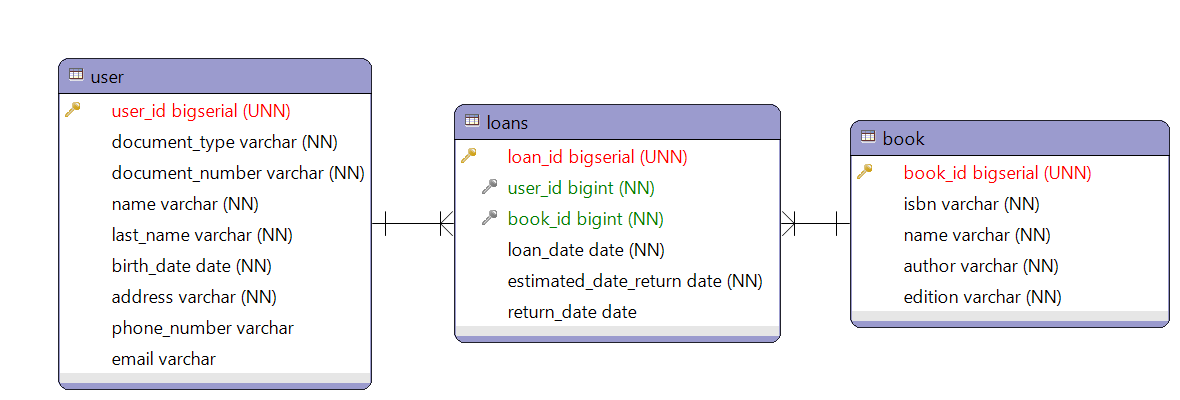 user
user_id bigserial (UNN)
document_type varchar (NN)
document_number varchar (NN)
name varchar (NN)
last_name varchar (NN)
birth_date date (NN)
address varchar (NN)
phone_number varchar
email varchar
loans
loan_id bigserial (UNN)
user_id bigint (NN)
book_id bigint (NN)
loan_date date (NN)
estimated_date_return date (NN)
return_date date
book
book_id bigserial (UNN)
isbn varchar (NN)
name varchar (NN)
author varchar (NN)
edition varchar (NN)